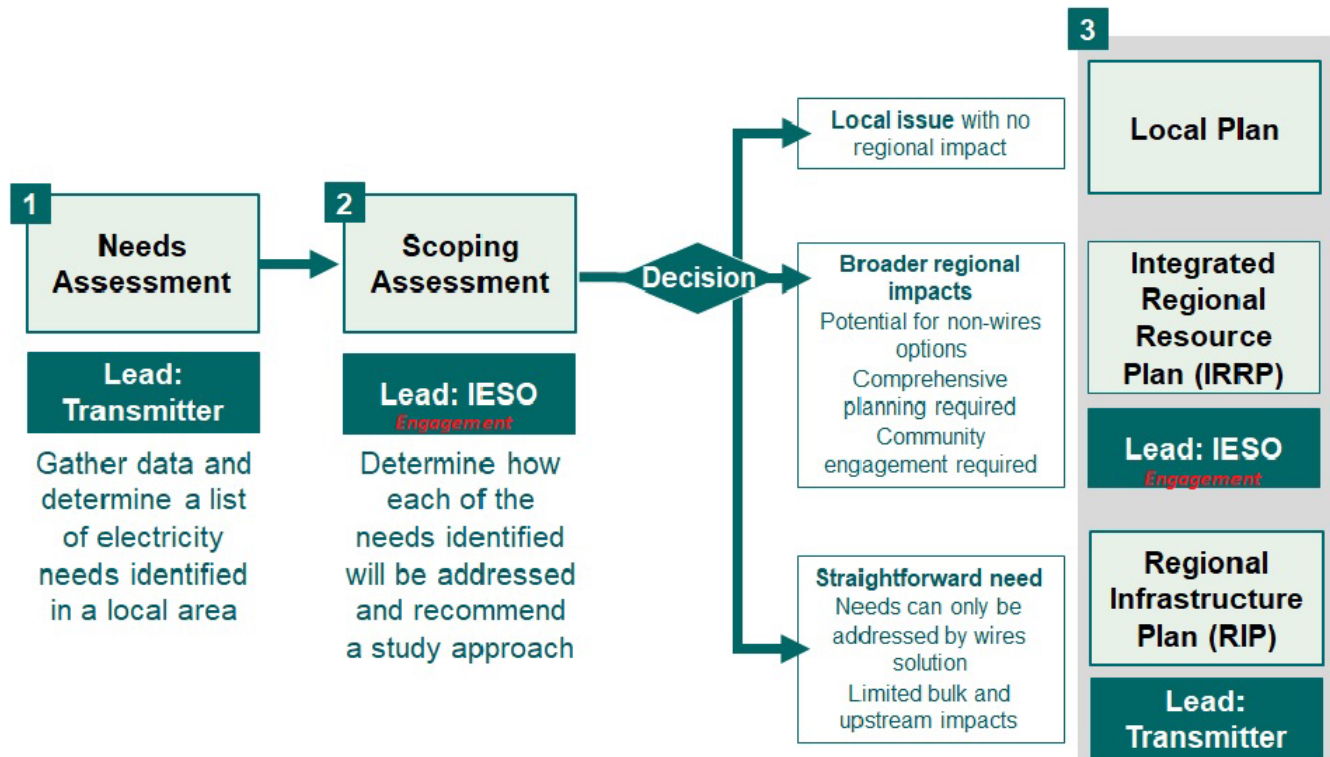 1
Needs
Assessment
Lead:
Transmitter
Gather data and
determine a list
of electricity
needs identified
in a local area
2
Scoping
Assessment
Lead: IESO
Engagement
Determine how
each of the
needs identified
will be addressed
and recommend
a study approach
Decision
Local issue with no
regional impact
Broader regional
impacts
Potential for non-wires
options
Comprehensive
planning required
Community
engagement required
Straightforward need
Needs can only be
addressed by wires
solution
Limited bulk and
upstream impacts
3
Local Plan
Integrated
Regional
Resource
Plan (IRRP)
Lead: IESO
Engagement
Regional
Infrastructure
Plan (RIP)
Lead:
Transmitter